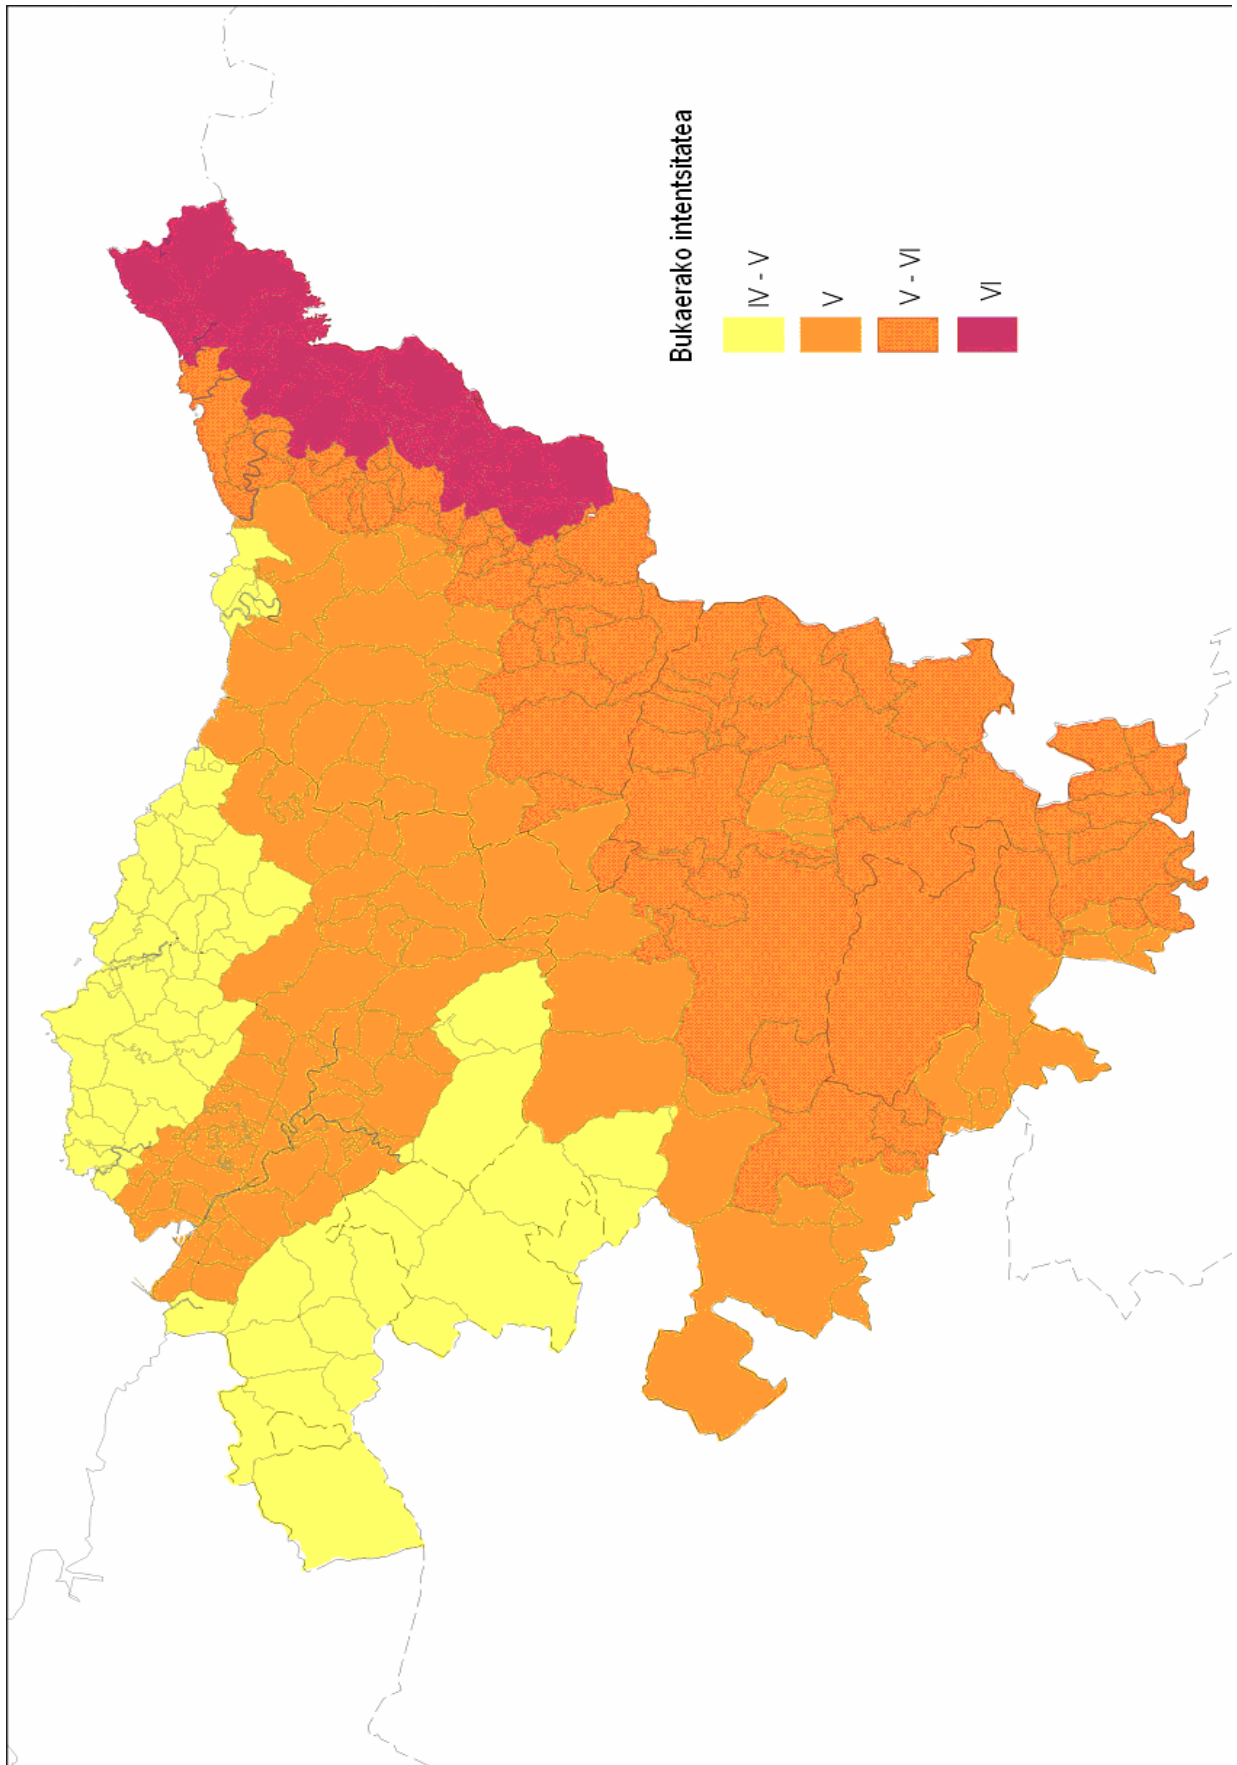 Bukaerako intentsitatea
IV - V
V
V - VI
VI